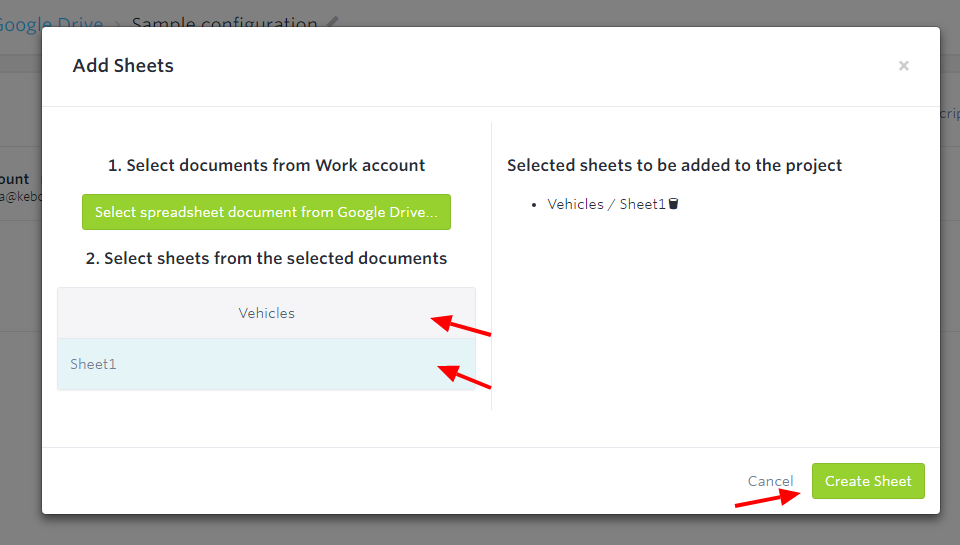 Google Drive > Sample configuration
Add Sheets
×
1. Select documents from Work account
Select spreadsheet document from Google Drive...
2. Select sheets from the selected documents
Vehicles
Sheet1
Selected sheets to be added to the project
• Vehicles / Sheet1
Cancel
Create Sheet